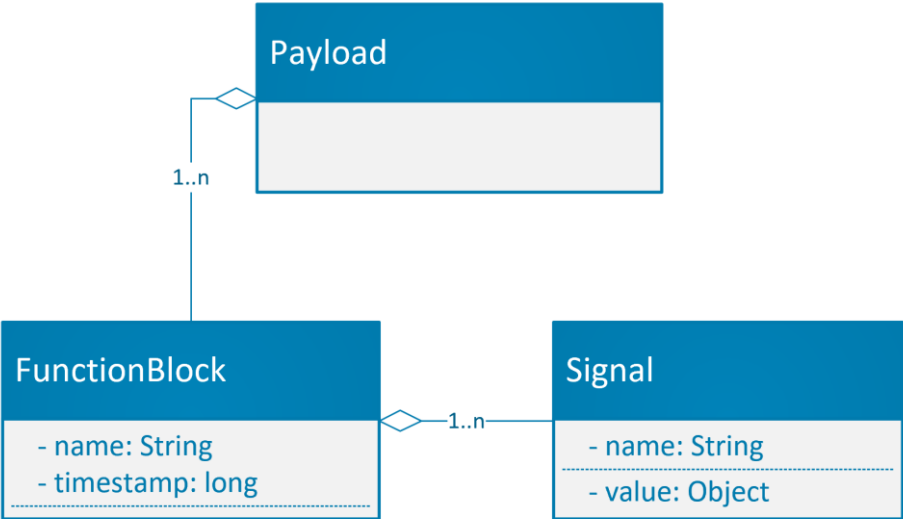 Payload
1..n
FunctionBlock
- name: String
- timestamp: long
1..n
Signal
- name: String
- value: Object